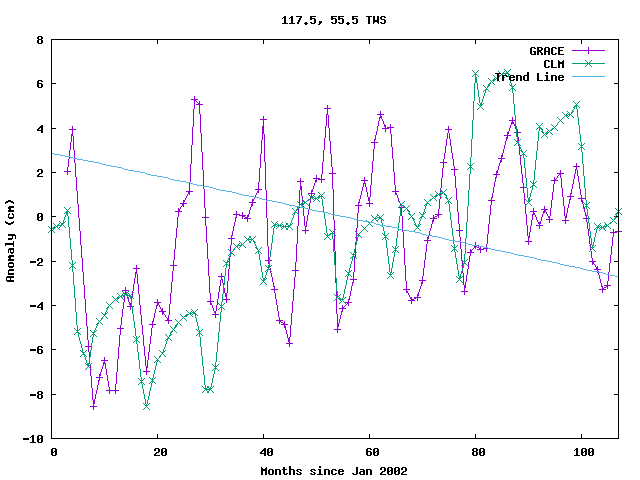 117.5, 55.5 TWS
GRACE
CLM
Trend Line
8
6
4
2
0
-2
-4
-6
-8
-10
Anomaly (cm)
0 20 40 60 80 100
Months since Jan 2002